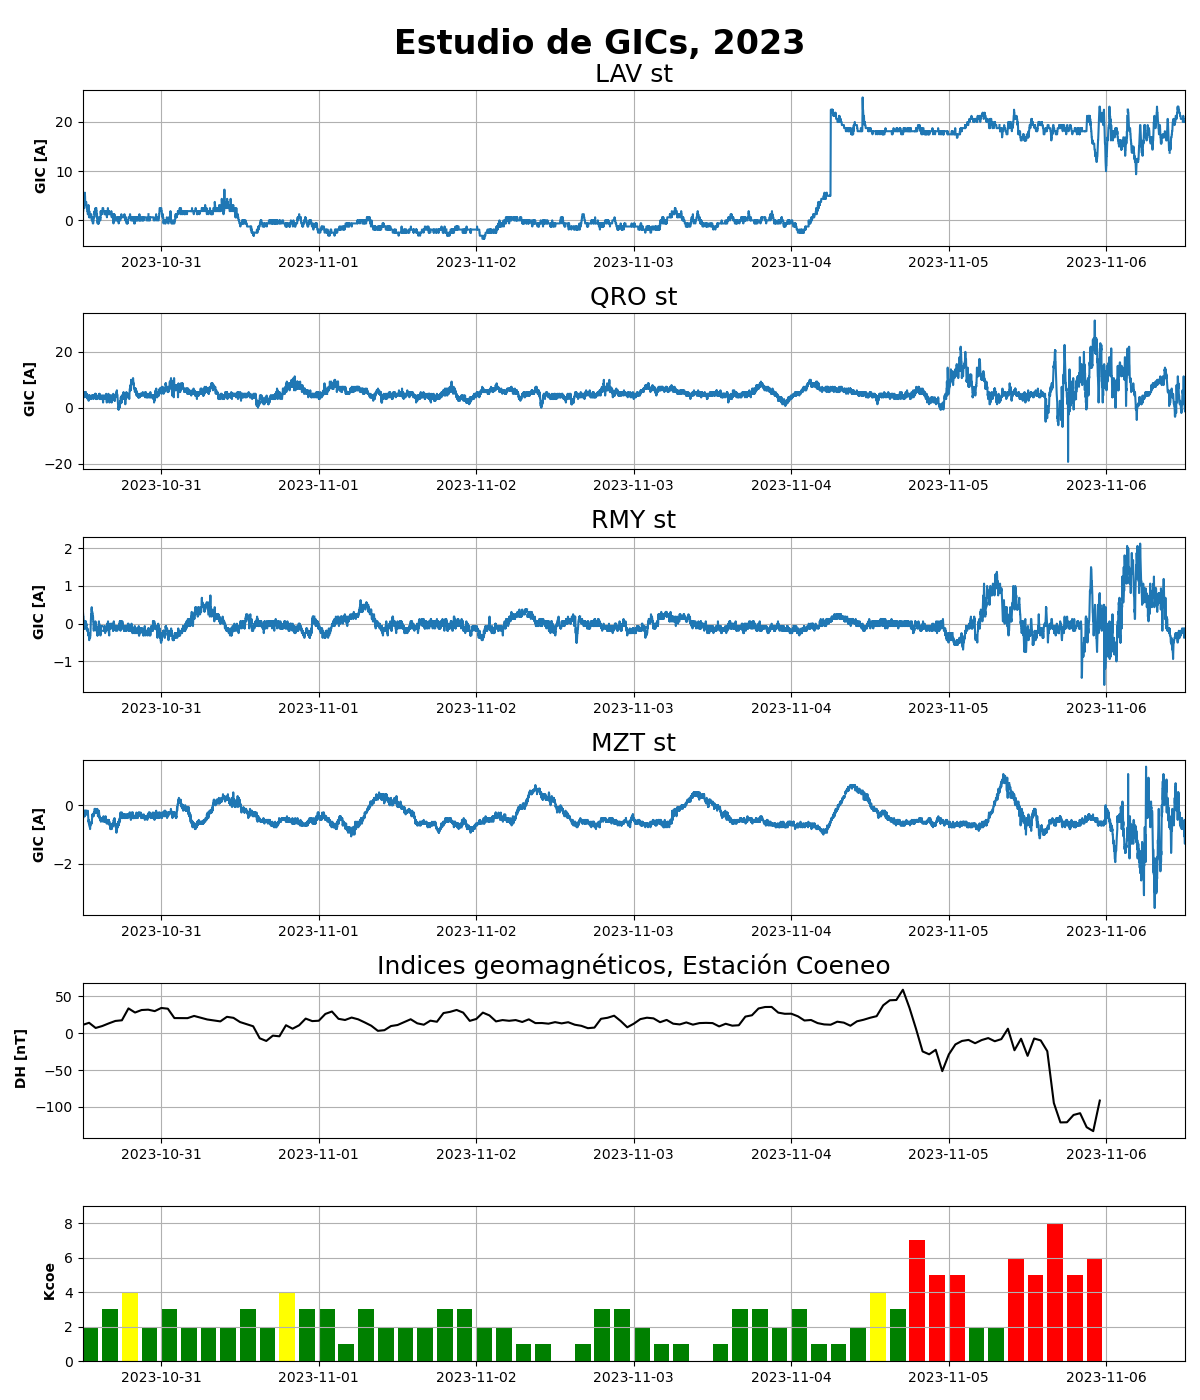 Estudio de GICs, 2023
LAV st
GIC [A]
20
10
0
2023-10-31 2023-11-01 2023-11-02 2023-11-03 2023-11-04 2023-11-05 2023-11-06
QRO st
GIC [A]
20
0
−20
2023-10-31 2023-11-01 2023-11-02 2023-11-03 2023-11-04 2023-11-05 2023-11-06
RMY st
GIC [A]
2
1
0
−1
2023-10-31 2023-11-01 2023-11-02 2023-11-03 2023-11-04 2023-11-05 2023-11-06
MZT st
GIC [A]
0
−2
2023-10-31 2023-11-01 2023-11-02 2023-11-03 2023-11-04 2023-11-05 2023-11-06
Indices geomagnéticos, Estación Coeneo
DH [nT]
50
0
−50
−100
2023-10-31 2023-11-01 2023-11-02 2023-11-03 2023-11-04 2023-11-05 2023-11-06
Kcoe
8
6
4
2
0
2023-10-31 2023-11-01 2023-11-02 2023-11-03 2023-11-04 2023-11-05 2023-11-06